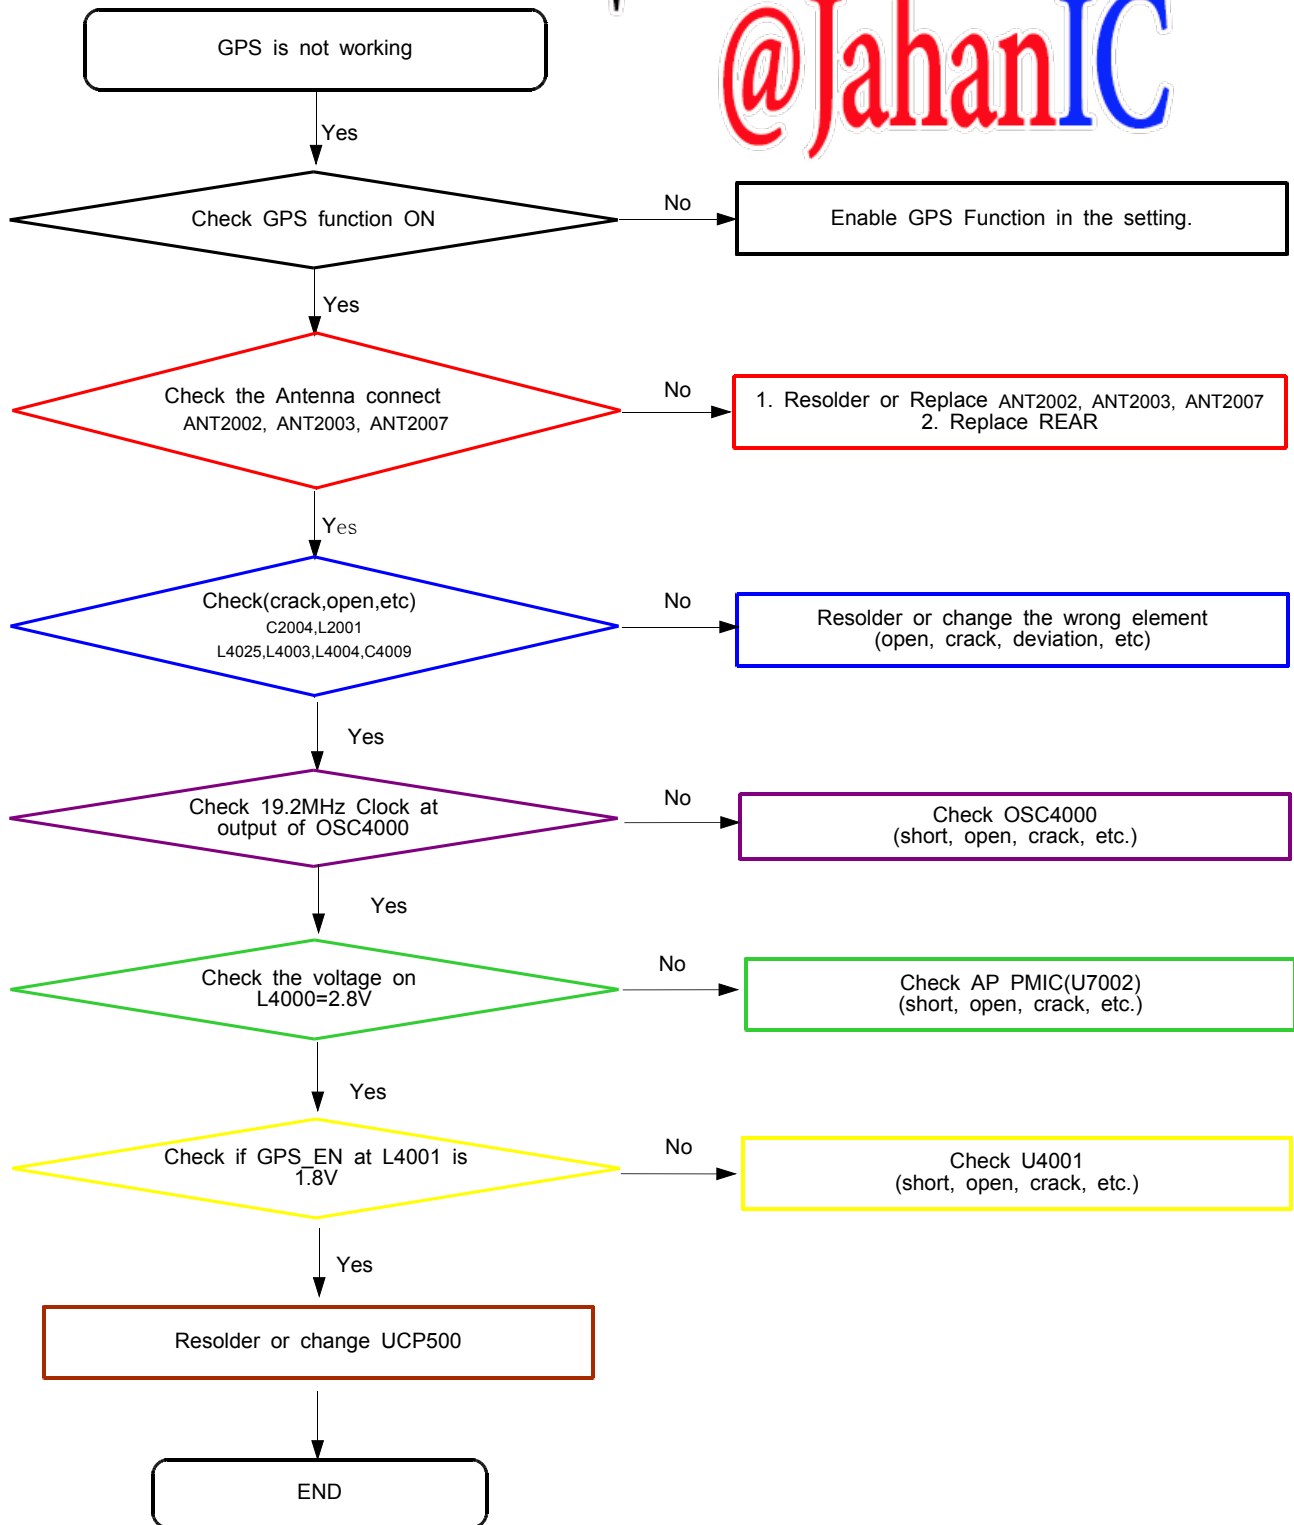 @JahanIC
GPS is not working
Yes
Check GPS function ON
No
Enable GPS Function in the setting.
Yes
Check the Antenna connect
ANT2002, ANT2003, ANT2007
No
1. Resolder or Replace ANT2002, ANT2003, ANT2007
2. Replace REAR
Yes
Check(crack,open,etc)
C2004,L2001
L4025,L4003,L4004,C4009
No
Resolder or change the wrong element
(open, crack, deviation, etc)
Yes
Check 19.2MHz Clock at
output of OSC4000
No
Check OSC4000
(short, open, crack, etc.)
Yes
Check the voltage on
L4000=2.8V
No
Check AP PMIC(U7002)
(short, open, crack, etc.)
Yes
Check if GPS_EN at L4001 is
1.8V
No
Check U4001
(short, open, crack, etc.)
Yes
Resolder or change UCP500
END